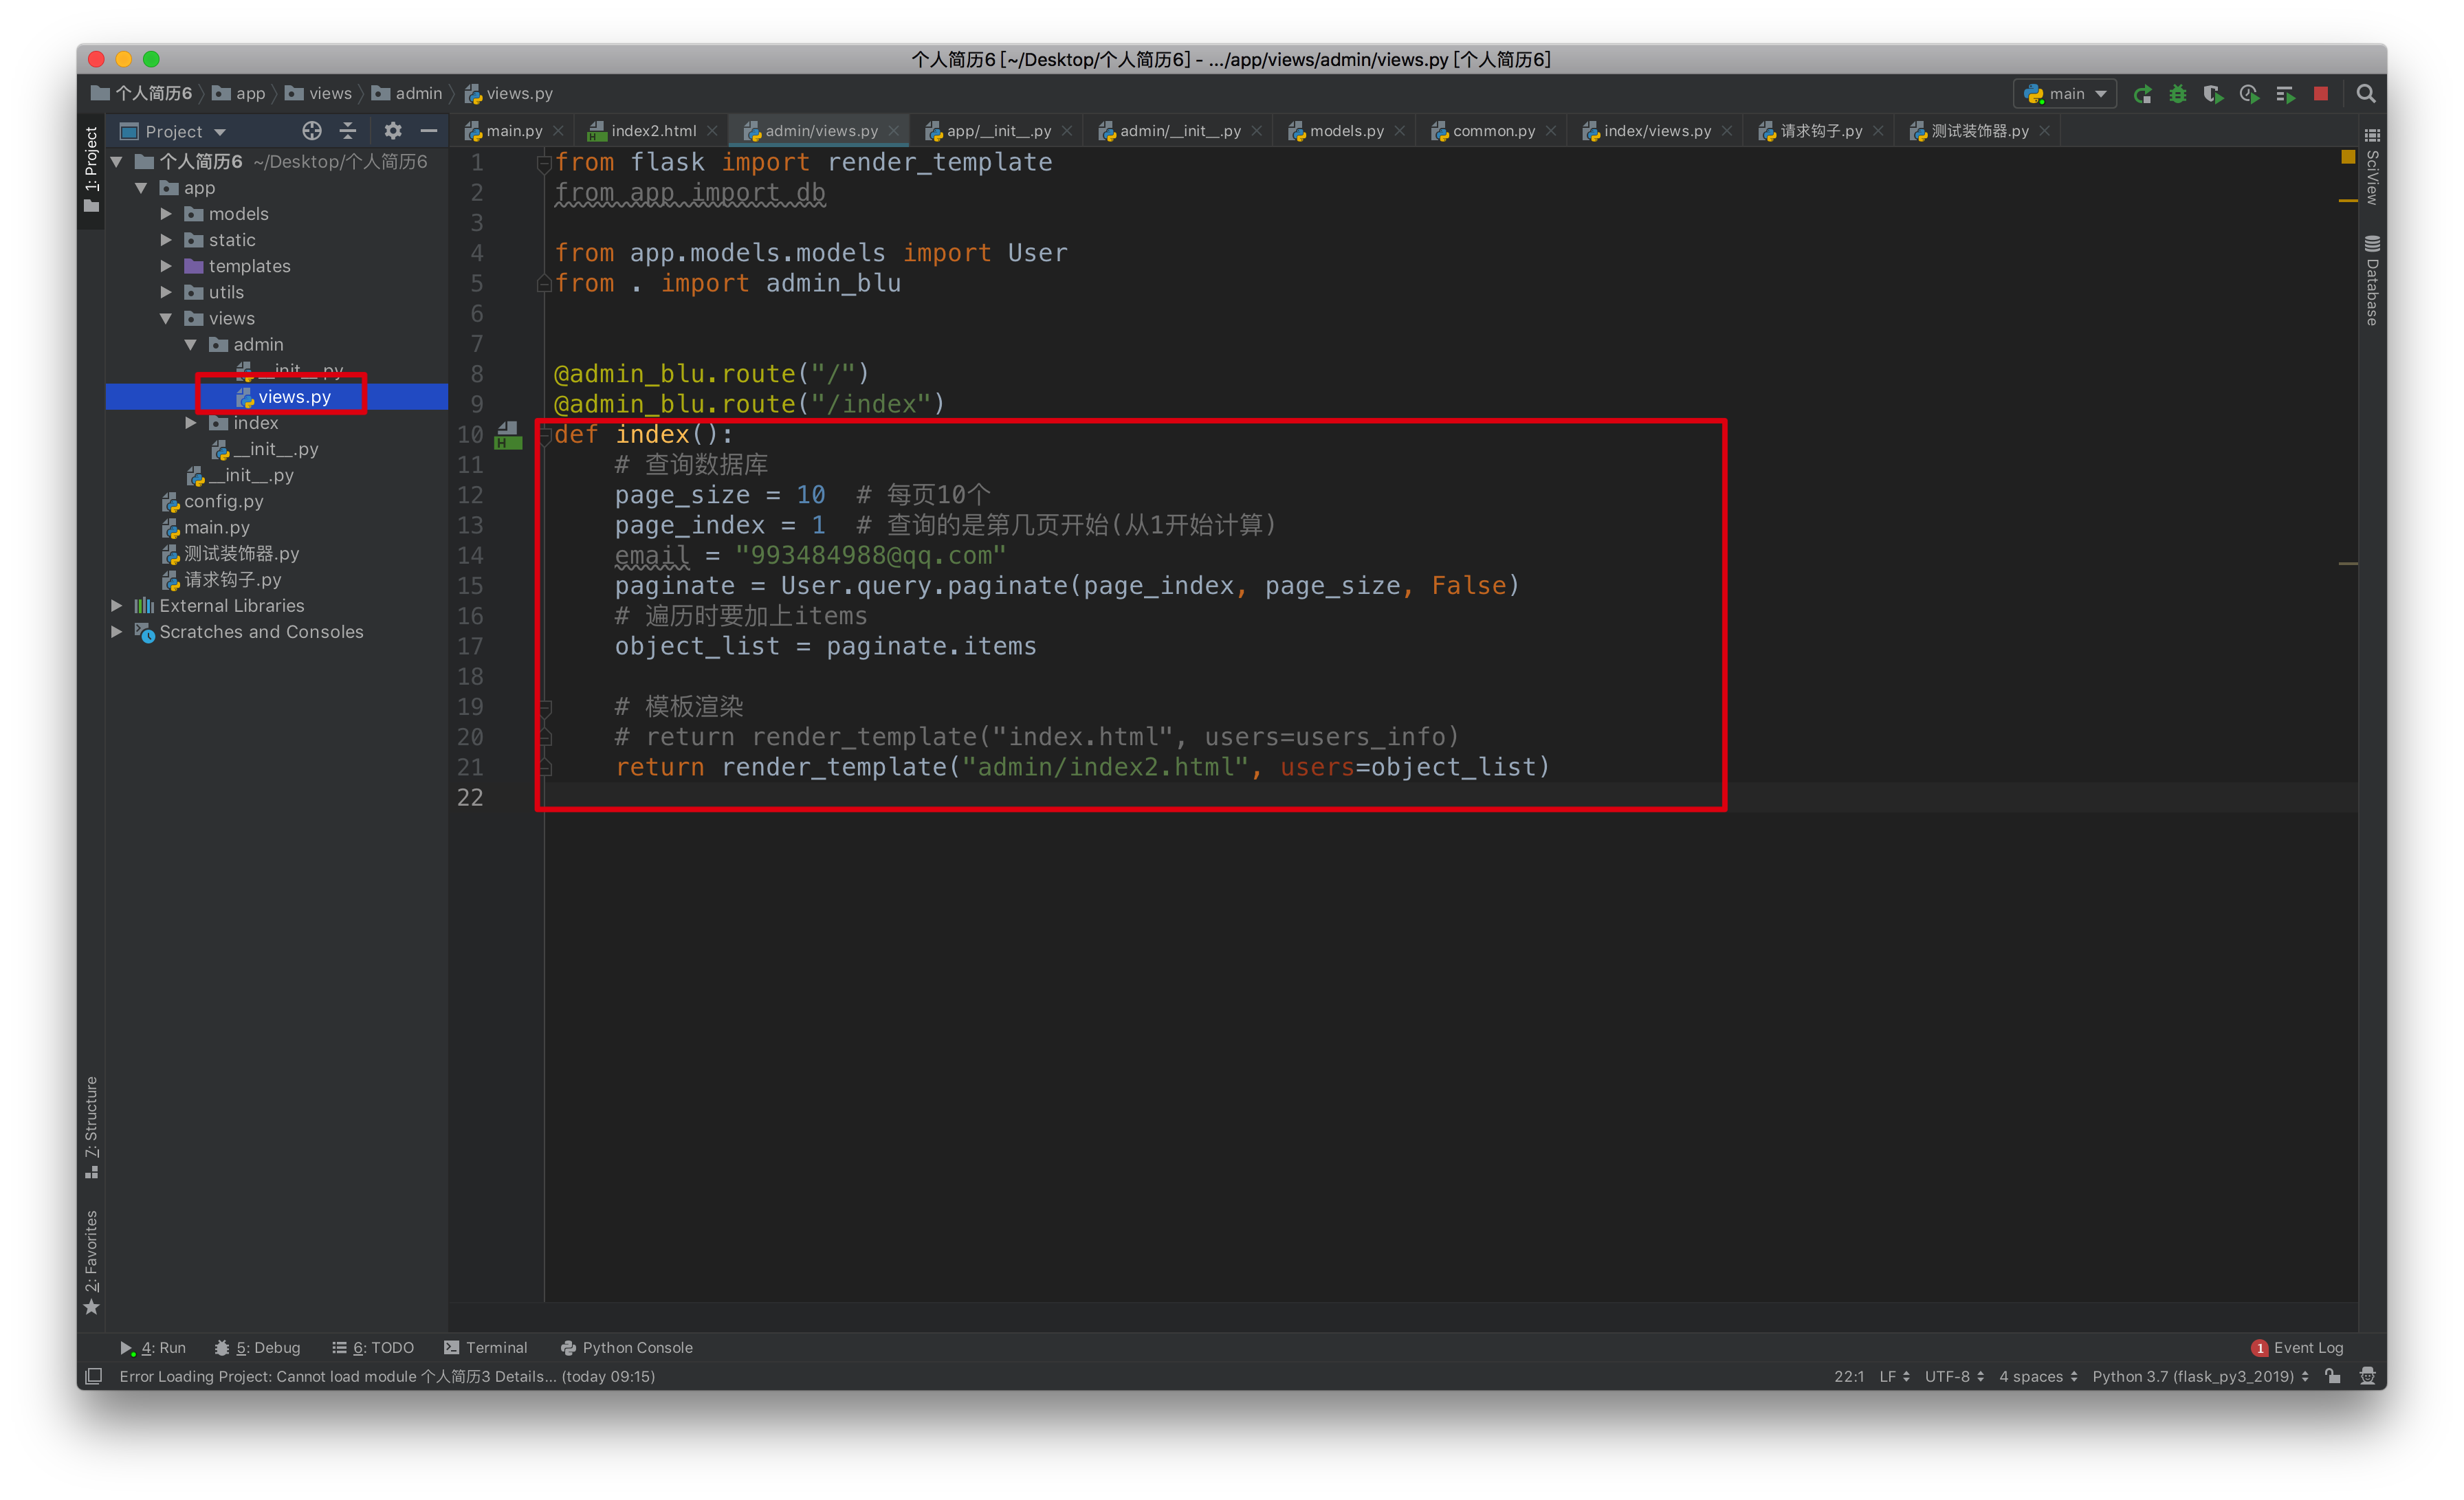 个人简历6 [~/Desktop/个人简历6] - .../app/views/admin/views.py [个人简历6]
个人简历6 app views admin views.py
main
Project
main.py index2.html admin/views.py app/__init__.py admin/__init__.py models.py common.py index/views.py 请求钩子.py 测试装饰器.py
1: Project
个人简历6 ~/Desktop/个人简历6
app
models
static
templates
utils
views
admin
__init__.py
views.py
index
__init__.py
__init__.py
config.py
main.py
测试装饰器.py
请求钩子.py
External Libraries
Scratches and Consoles
7: Structure
2: Favorites
1 from flask import render_template
2 from app import db
3
4 from app.models.models import User
5 from . import admin_blu
6
7
8 @admin_blu.route("/")
9 @admin_blu.route("/index")
10 def index():
11 # 查询数据库
12 page_size = 10 # 每页10个
13 page_index = 1 # 查询的是第几页开始(从1开始计算)
14 email = "993484988@qq.com"
15 paginate = User.query.paginate(page_index, page_size, False)
16 # 遍历时要加上items
17 object_list = paginate.items
18
19 # 模板渲染
20 # return render_template("index.html", users=users_info)
21 return render_template("admin/index2.html", users=object_list)
22
SciView
Database
4: Run 5: Debug 6: TODO Terminal Python Console 1 Event Log
Error Loading Project: Cannot load module 个人简历3 Details... (today 09:15) 22:1 LF UTF-8 4 spaces Python 3.7 (flask_py3_2019)